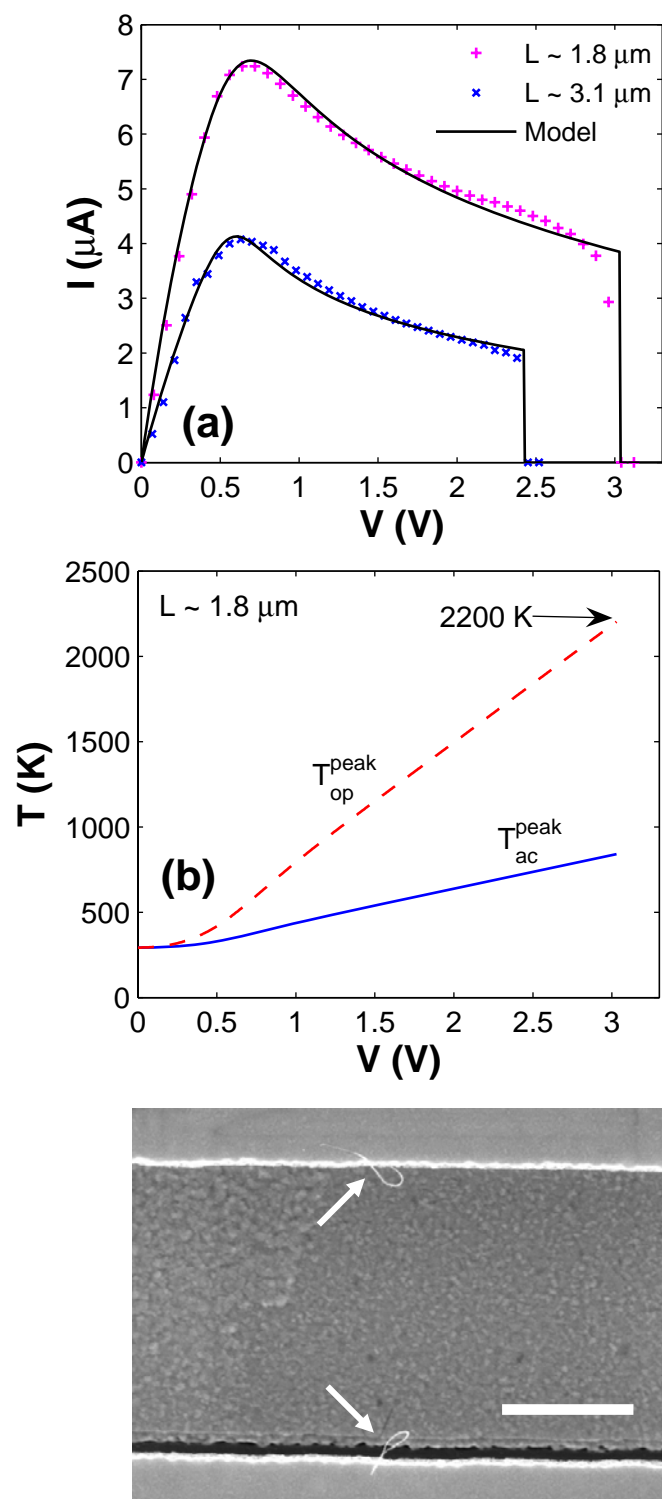 8
7
6
5
4
3
2
1
0
I (μA)
L ~ 1.8 μm
L ~ 3.1 μm
Model
(a)
0 0.5 1 1.5 2 2.5 3
V (V)
2500
2000
1500
1000
500
0
T (K)
L ~ 1.8 μm
2200 K
T_op^peak
T_ac^peak
(b)
0 0.5 1 1.5 2 2.5 3
V (V)